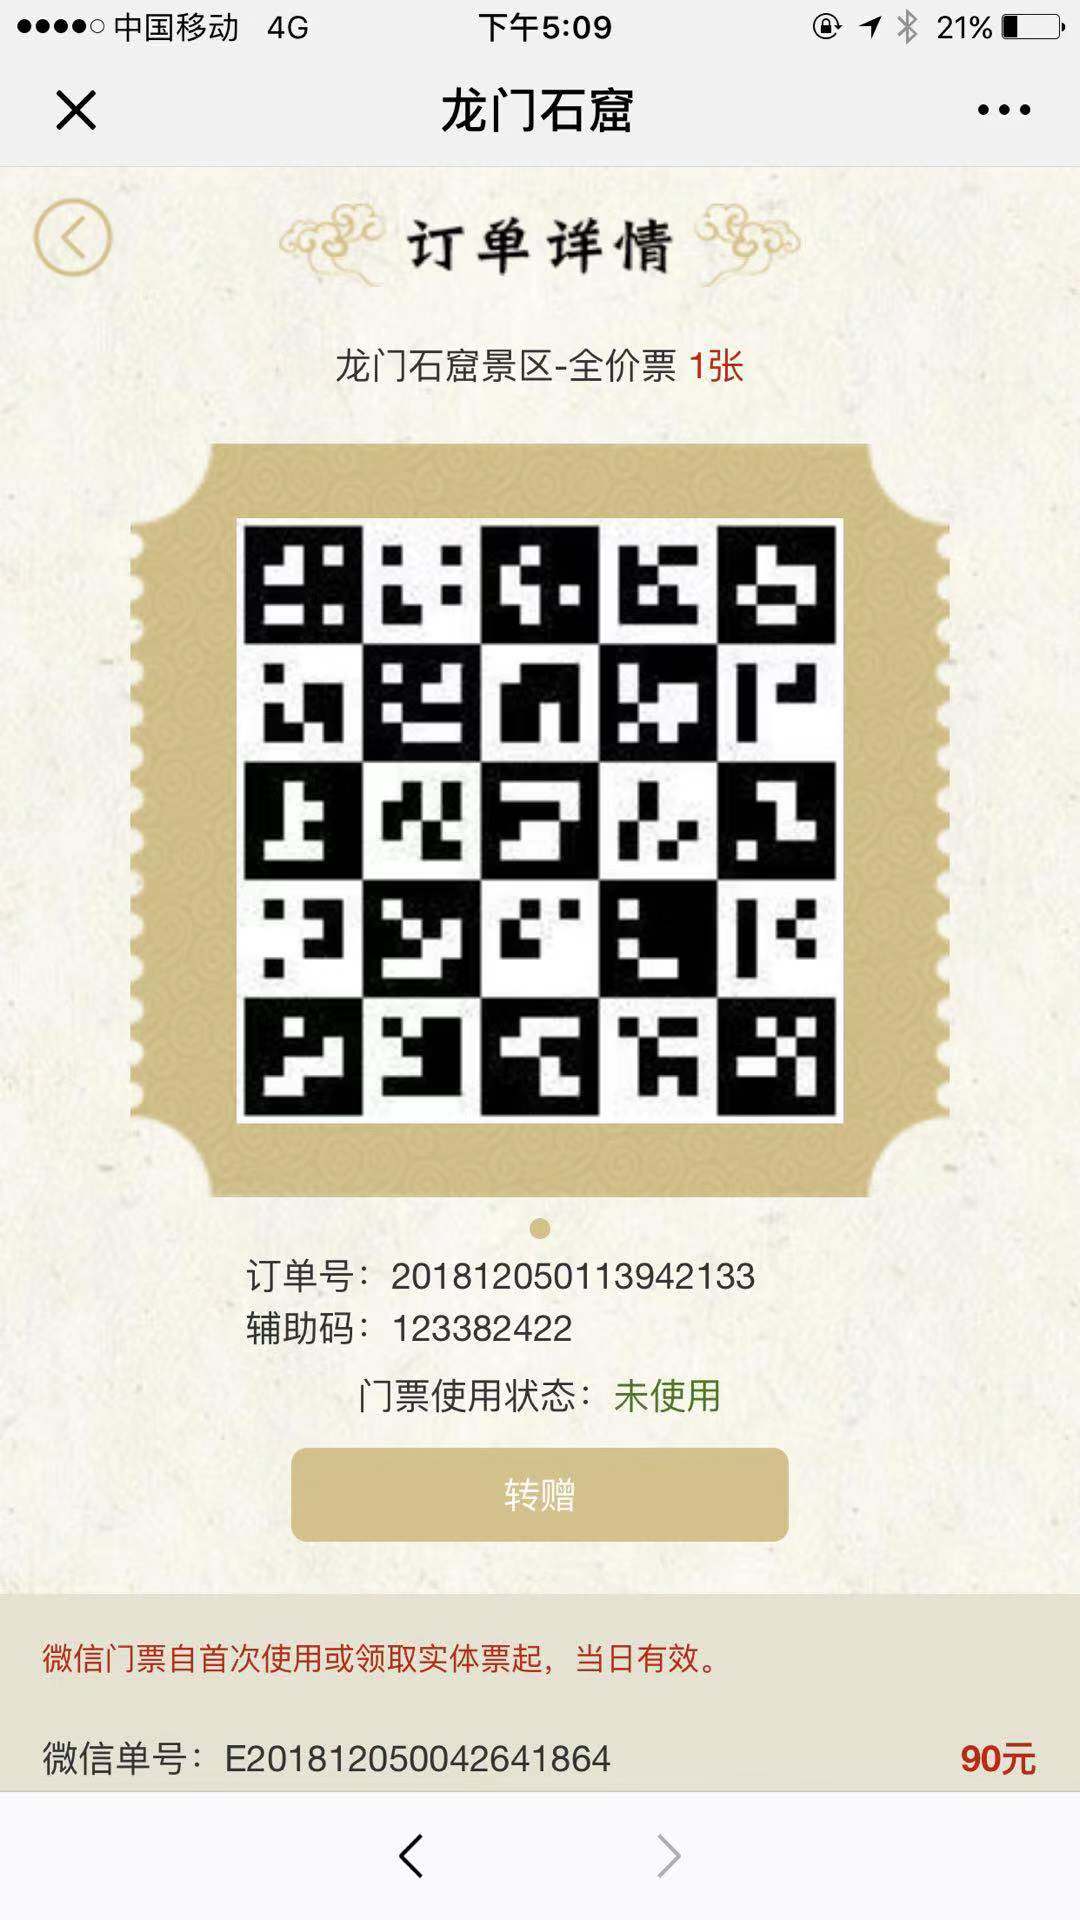 中国移动 4G 下午5:09 21%
龙门石窟
订单详情
龙门石窟景区-全价票 1张
订单号：201812050113942133
辅助码：123382422
门票使用状态：未使用
转赠
微信门票自首次使用或领取实体票起，当日有效。
微信单号：E201812050042641864 90元